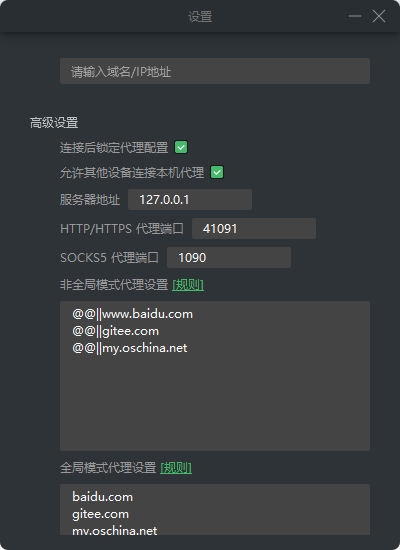 设置
请输入域名/IP地址
高级设置
连接后锁定代理配置
允许其他设备连接本机代理
服务器地址 127.0.0.1
HTTP/HTTPS 代理端口 41091
SOCKS5 代理端口 1090
非全局模式代理设置 [规则]
@@||www.baidu.com
@@||gitee.com
@@||my.oschina.net
全局模式代理设置 [规则]
baidu.com
gitee.com
my.oschina.net